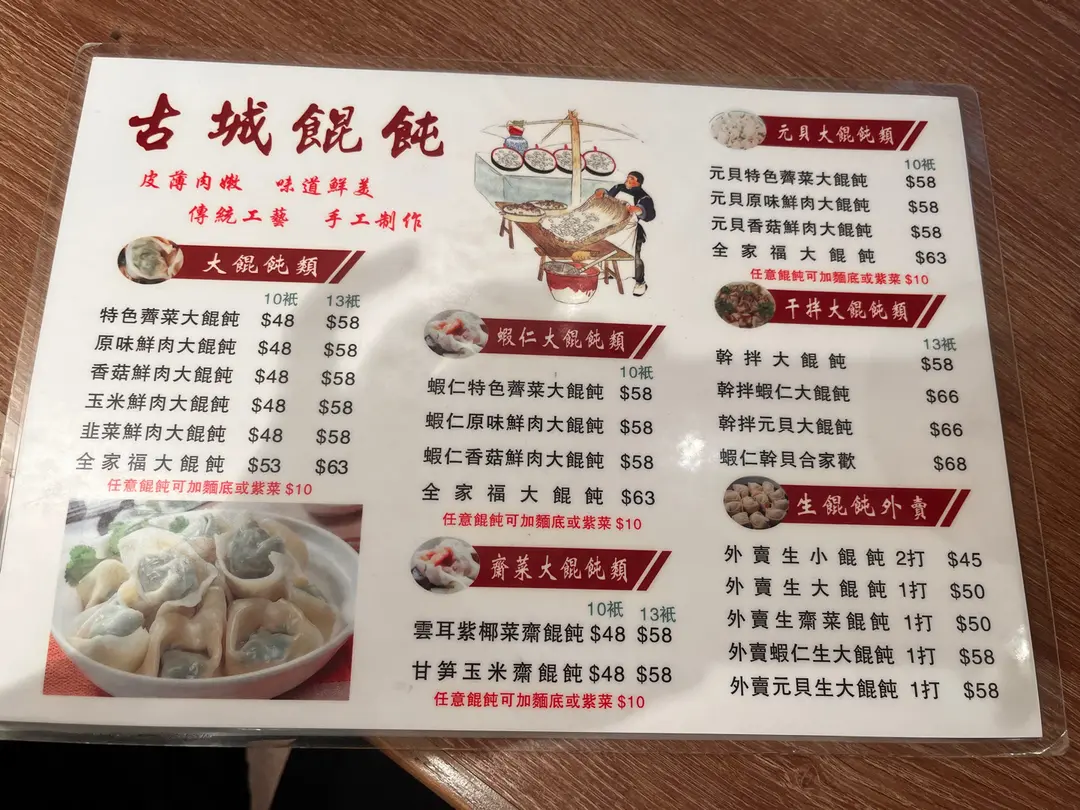 古城餛飩
皮薄肉嫩 味道鮮美
傳統工藝 手工制作
大餛飩類
10衹 13衹
特色薺菜大餛飩 $48 $58
原味鮮肉大餛飩 $48 $58
香菇鮮肉大餛飩 $48 $58
玉米鮮肉大餛飩 $48 $58
韭菜鮮肉大餛飩 $48 $58
全家福大餛飩 $53 $63
任意餛飩可加麵底或紫菜 $10
蝦仁大餛飩類
10衹
蝦仁特色薺菜大餛飩 $58
蝦仁原味鮮肉大餛飩 $58
蝦仁香菇鮮肉大餛飩 $58
全家福大餛飩 $63
任意餛飩可加麵底或紫菜 $10
齋菜大餛飩類
10衹 13衹
雲耳紫椰菜齋餛飩 $48 $58
甘笋玉米齋餛飩 $48 $58
任意餛飩可加麵底或紫菜 $10
元貝大餛飩類
10衹
元貝特色薺菜大餛飩 $58
元貝原味鮮肉大餛飩 $58
元貝香菇鮮肉大餛飩 $58
全家福大餛飩 $63
任意餛飩可加麵底或紫菜 $10
干拌大餛飩類
13衹
幹拌大餛飩 $58
幹拌蝦仁大餛飩 $66
幹拌元貝大餛飩 $66
蝦仁幹貝合家歡 $68
生餛飩外賣
外賣生小餛飩 2打 $45
外賣生大餛飩 1打 $50
外賣生齋菜餛飩 1打 $50
外賣蝦仁生大餛飩 1打 $58
外賣元貝生大餛飩 1打 $58